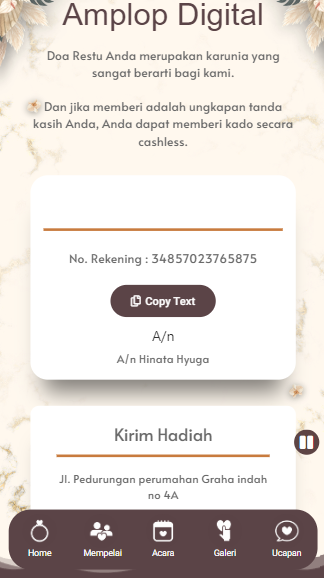 Amplop Digital
Doa Restu Anda merupakan karunia yang
sangat berarti bagi kami.
Dan jika memberi adalah ungkapan tanda
kasih Anda, Anda dapat memberi kado secara
cashless.
No. Rekening : 34857023765875
Copy Text
A/n
A/n Hinata Hyuga
Kirim Hadiah
Jl. Pedurungan perumahan Graha indah
no 4A
Home Mempelai Acara Galeri Ucapan